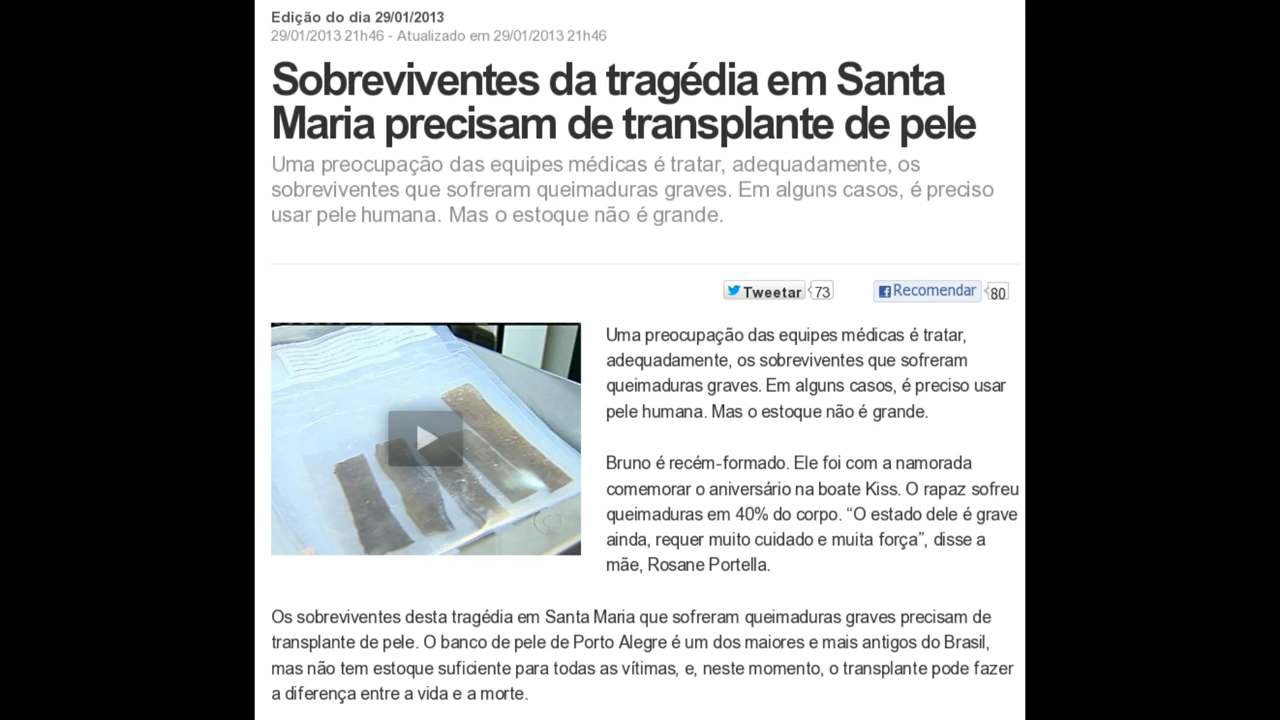 Edição do dia 29/01/2013
29/01/2013 21h46 - Atualizado em 29/01/2013 21h46
Sobreviventes da tragédia em Santa
Maria precisam de transplante de pele
Uma preocupação das equipes médicas é tratar, adequadamente, os
sobreviventes que sofreram queimaduras graves. Em alguns casos, é preciso
usar pele humana. Mas o estoque não é grande.
Tweetar 73 Recomendar 80
Uma preocupação das equipes médicas é tratar,
adequadamente, os sobreviventes que sofreram
queimaduras graves. Em alguns casos, é preciso usar
pele humana. Mas o estoque não é grande.
Bruno é recém-formado. Ele foi com a namorada
comemorar o aniversário na boate Kiss. O rapaz sofreu
queimaduras em 40% do corpo. “O estado dele é grave
ainda, requer muito cuidado e muita força”, disse a
mãe, Rosane Portella.
Os sobreviventes desta tragédia em Santa Maria que sofreram queimaduras graves precisam de
transplante de pele. O banco de pele de Porto Alegre é um dos maiores e mais antigos do Brasil,
mas não tem estoque suficiente para todas as vítimas, e, neste momento, o transplante pode fazer
a diferença entre a vida e a morte.